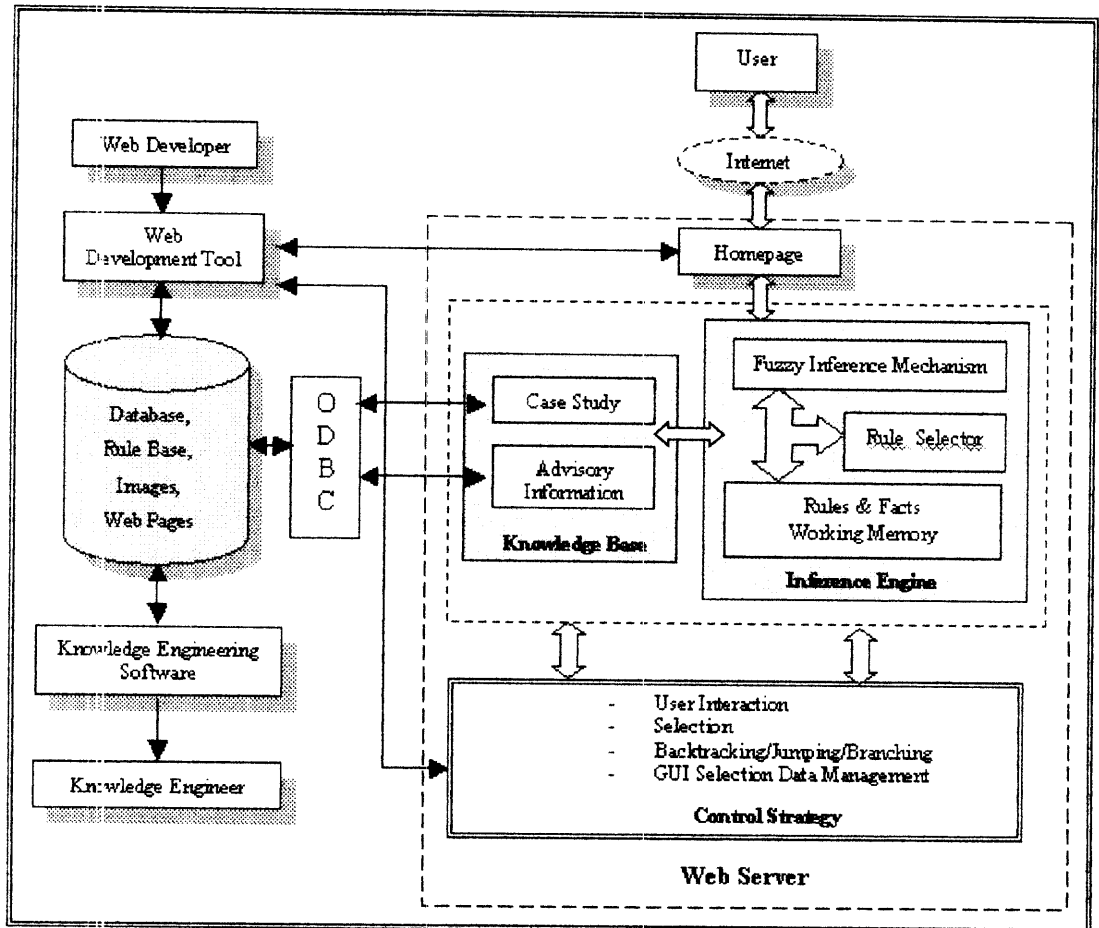 User
Internet
Homepage
Web Developer
Web
Development Tool
Database,
Rule Base,
Images,
Web Pages
Knowledge Engineering
Software
Knowledge Engineer
O
D
B
C
Case Study
Advisory
Information
Knowledge Base
Fuzzy Inference Mechanism
Rule Selector
Rules & Facts
Working Memory
Inference Engine
- User Interaction
- Selection
- Backtracking/Jumping/Branching
- GUI Selection Data Management
Control Strategy
Web Server